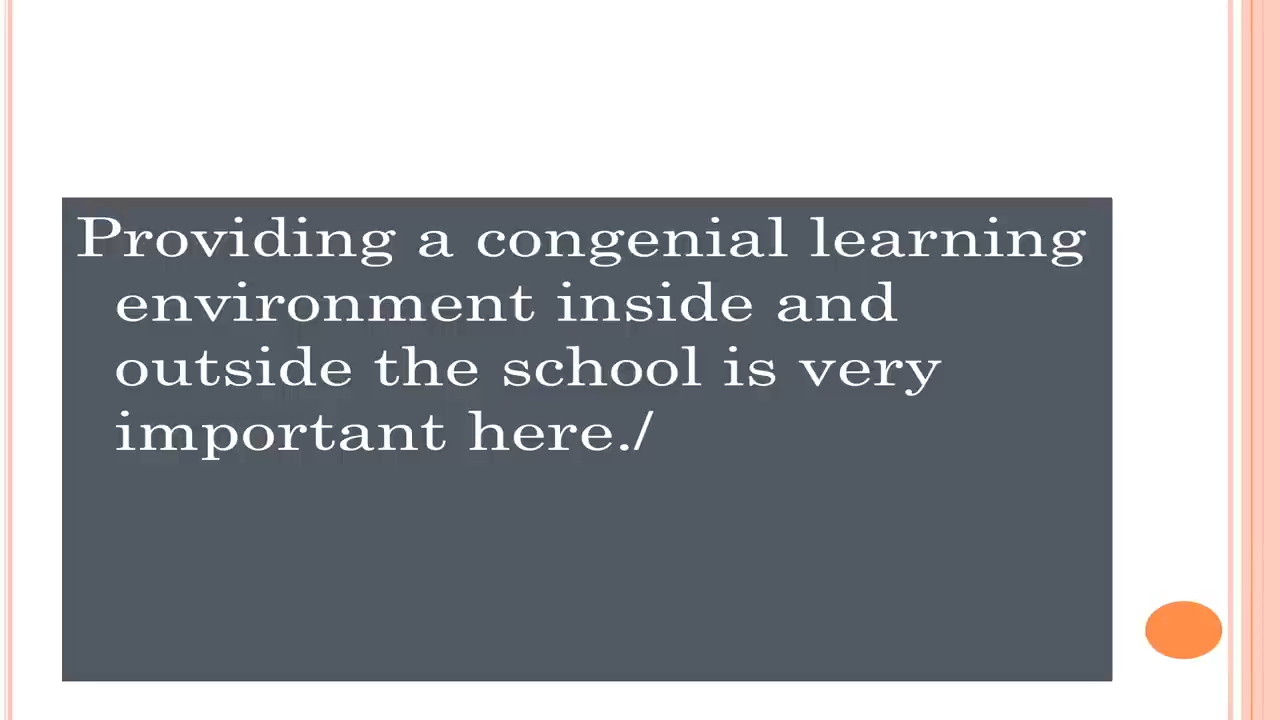 Providing a congenial learning
environment inside and
outside the school is very
important here./